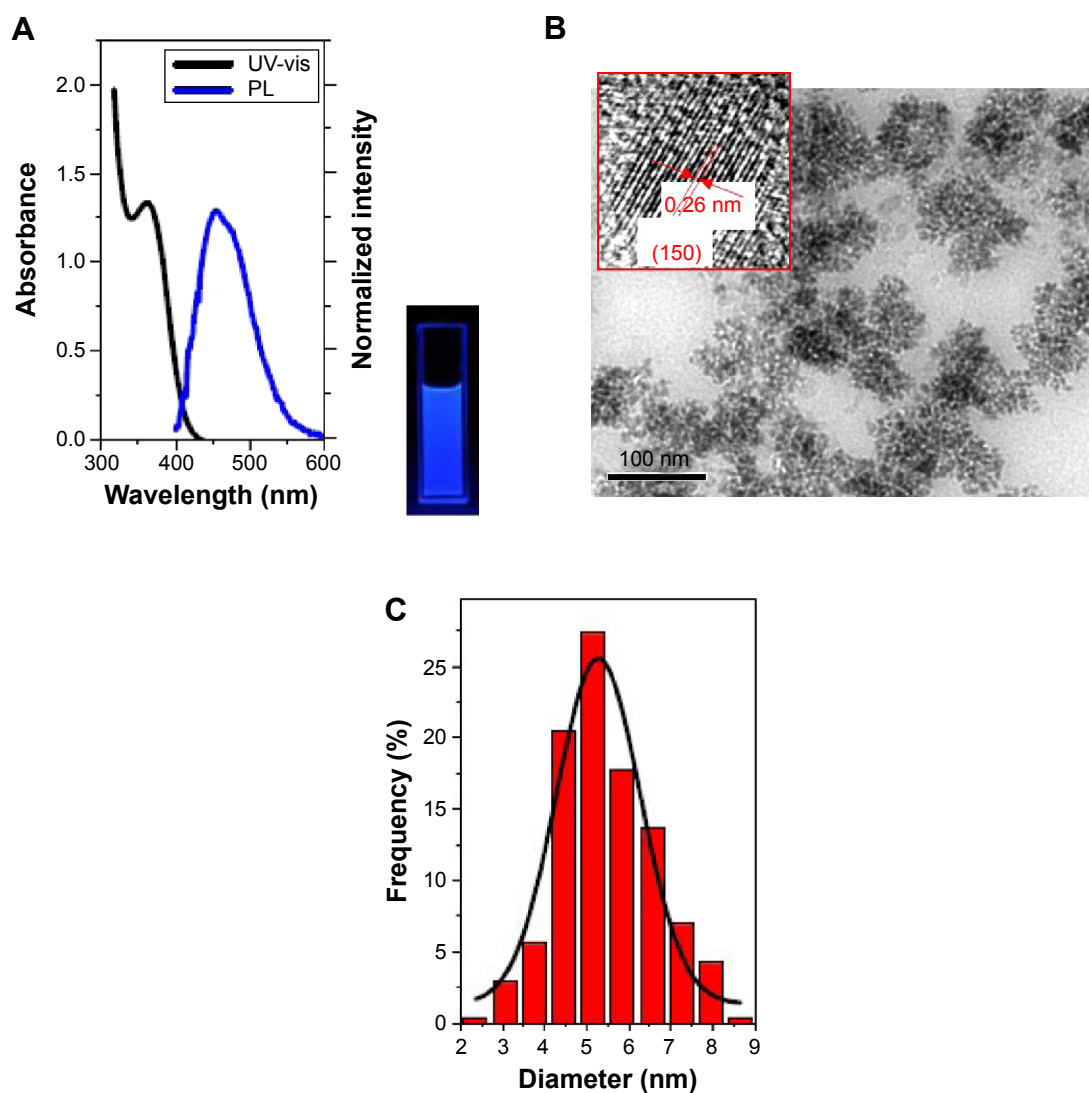 A
UV-vis
PL
2.0
1.5
1.0
0.5
0.0
300 400 500 600
Absorbance
Normalized intensity
Wavelength (nm)
B
0.26 nm
(150)
100 nm
C
25
20
15
10
5
0
2 3 4 5 6 7 8 9
Frequency (%)
Diameter (nm)